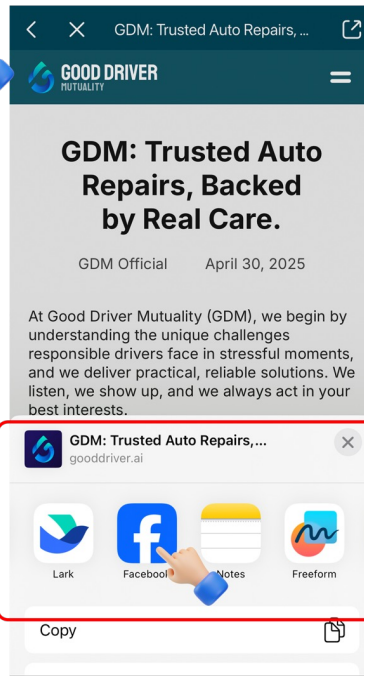 GDM: Trusted Auto Repairs, ...
GOOD DRIVER
MUTUALITY
GDM: Trusted Auto
Repairs, Backed
by Real Care.
GDM Official April 30, 2025
At Good Driver Mutuality (GDM), we begin by
understanding the unique challenges
responsible drivers face in stressful moments,
and we deliver practical, reliable solutions. We
listen, we show up, and we always act in your
best interests.
GDM: Trusted Auto Repairs,...
gooddriver.ai
Lark Facebook Notes Freeform
Copy